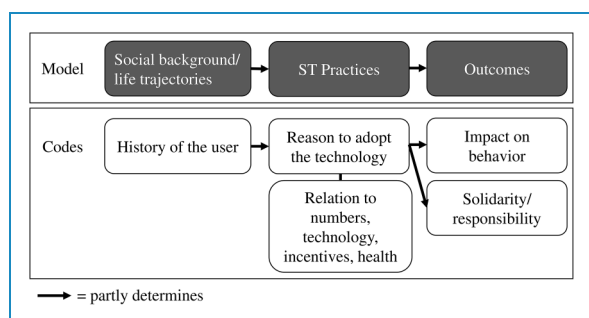 Model
Social background/
life trajectories
ST Practices
Outcomes
Codes
History of the user
Reason to adopt
the technology
Impact on
behavior
Relation to
numbers,
technology,
incentives, health
Solidarity/
responsibility
= partly determines